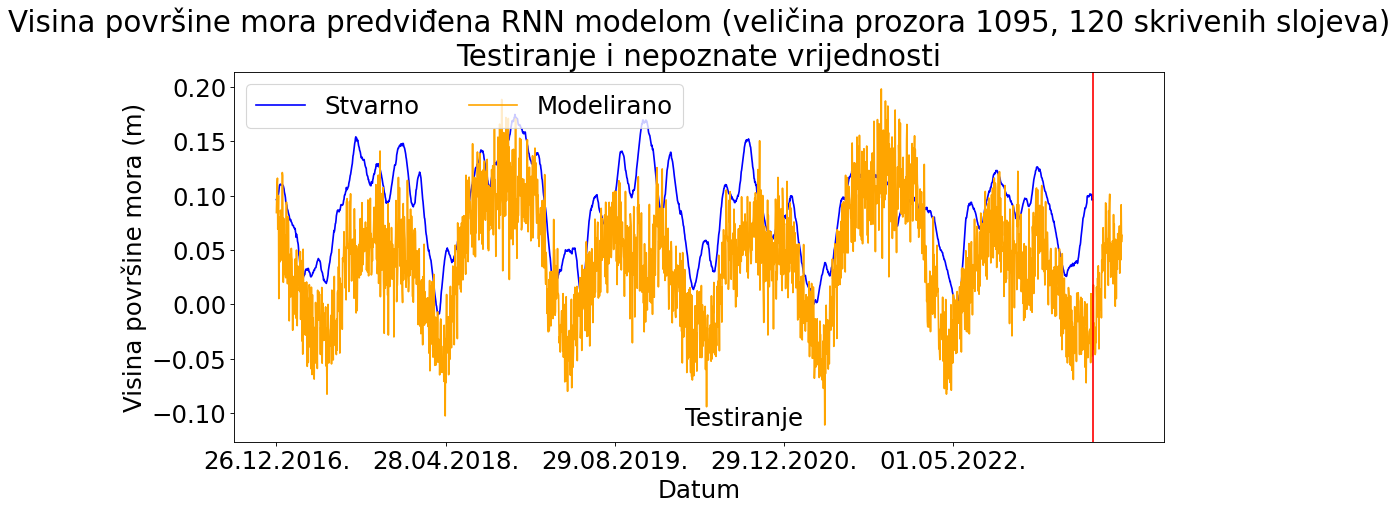 Visina površine mora predviđena RNN modelom (veličina prozora 1095, 120 skrivenih slojeva)
Testiranje i nepoznate vrijednosti
Stvarno Modelirano
Visina površine mora (m)
0.20
0.15
0.10
0.05
0.00
−0.05
−0.10
Testiranje
26.12.2016. 28.04.2018. 29.08.2019. 29.12.2020. 01.05.2022.
Datum